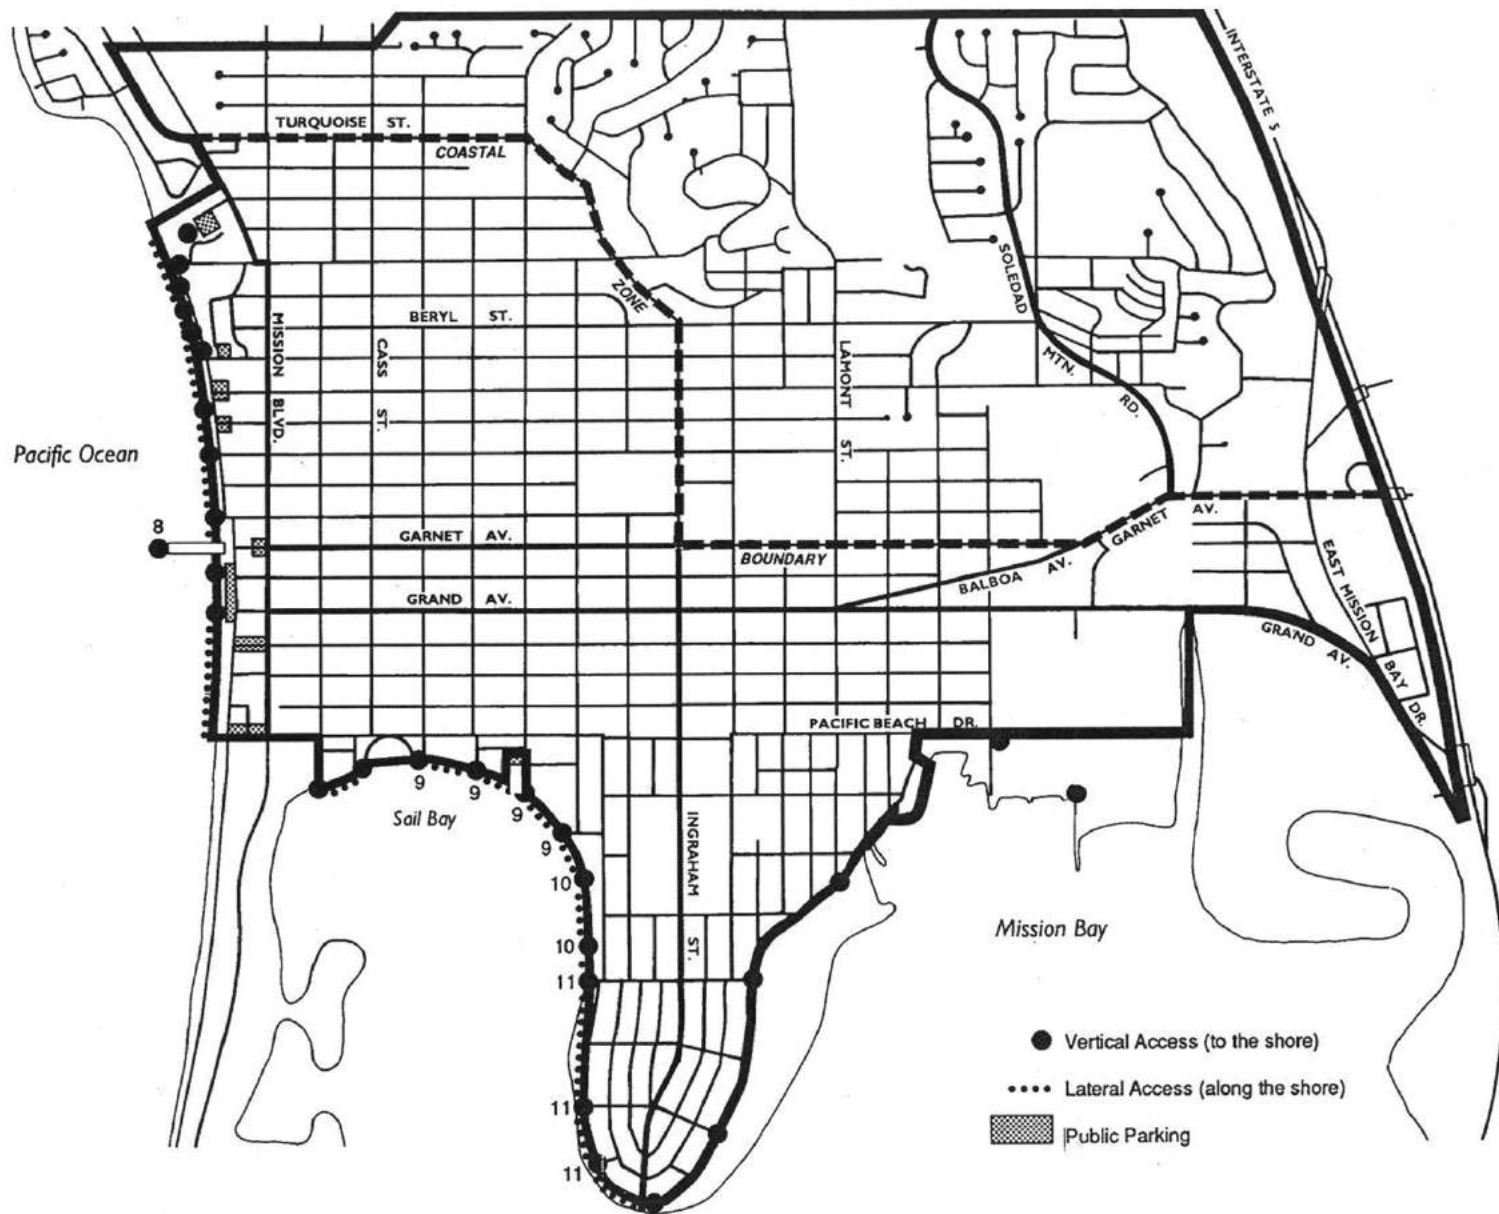 INTERSTATE 5
TURQUOISE ST.
COASTAL
SOLEDAD
ZONE
BERYL ST.
MISSION BLVD.
CASS ST.
LAMONT ST.
MTN.
RD.
Pacific Ocean
8
GARNET AV.
GARNET AV.
BOUNDARY
BALBOA AV.
EAST MISSION
GRAND AV.
GRAND AV.
BAY
DR.
PACIFIC BEACH DR.
9
9
9
9
Sail Bay
INGRAHAM ST.
10
10
11
Mission Bay
Vertical Access (to the shore)
Lateral Access (along the shore)
11
Public Parking
11